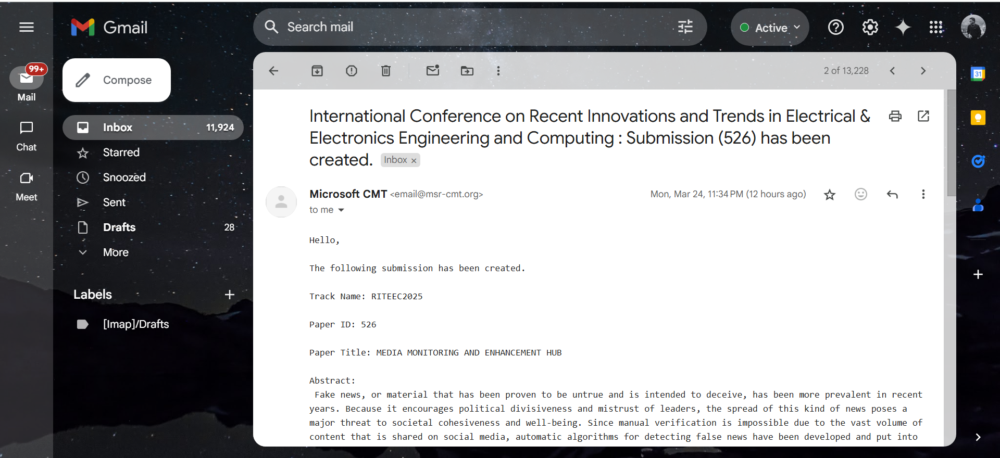 Gmail
Search mail
Active
99+
Mail
Chat
Meet
Compose
Inbox 11,924
Starred
Snoozed
Sent
Drafts 28
More
Labels
[Imap]/Drafts
2 of 13,228
31
International Conference on Recent Innovations and Trends in Electrical &
Electronics Engineering and Computing : Submission (526) has been
created. Inbox x
Microsoft CMT <email@msr-cmt.org>
Mon, Mar 24, 11:34 PM (12 hours ago)
to me
Hello,
The following submission has been created.
Track Name: RITEEC2025
Paper ID: 526
Paper Title: MEDIA MONITORING AND ENHANCEMENT HUB
Abstract:
Fake news, or material that has been proven to be untrue and is intended to deceive, has been more prevalent in recent
years. Because it encourages political divisiveness and mistrust of leaders, the spread of this kind of news poses a
major threat to societal cohesiveness and well-being. Since manual verification is impossible due to the vast volume of
content that is shared on social media, automatic algorithms for detecting false news have been developed and put into